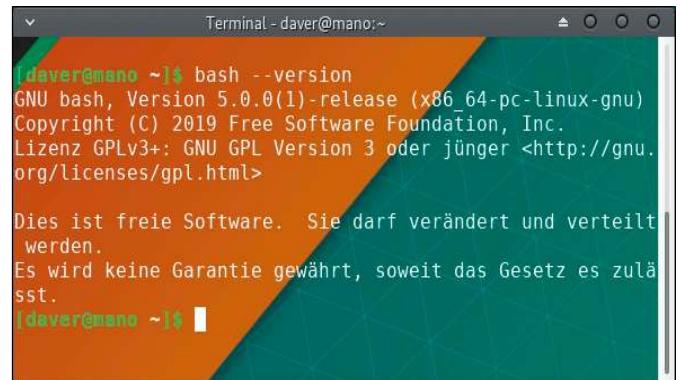 Terminal - daver@mano:~
[daver@mano ~]$ bash --version
GNU bash, Version 5.0.0(1)-release (x86_64-pc-linux-gnu)
Copyright (C) 2019 Free Software Foundation, Inc.
Lizenz GPLv3+: GNU GPL Version 3 oder jünger <http://gnu.
org/licenses/gpl.html>
Dies ist freie Software.  Sie darf verändert und verteilt
 werden.
Es wird keine Garantie gewährt, soweit das Gesetz es zulä
sst.
[daver@mano ~]$